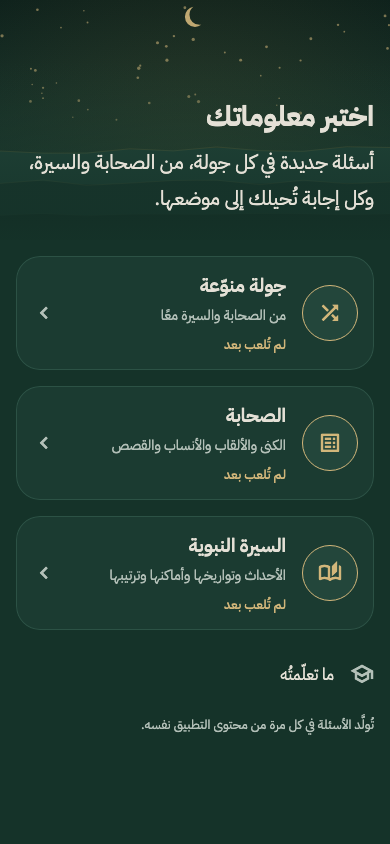 اختبر معلوماتك
أسئلة جديدة في كل جولة، من الصحابة والسيرة،
وكل إجابة تُحيلك إلى موضعها.
جولة منوّعة
من الصحابة والسيرة معًا
لم تُلعب بعد
الصحابة
الكنى والألقاب والأنساب والقصص
لم تُلعب بعد
السيرة النبوية
الأحداث وتواريخها وأماكنها وترتيبها
لم تُلعب بعد
ما تعلّمتُه
تُولَّد الأسئلة في كل مرة من محتوى التطبيق نفسه.